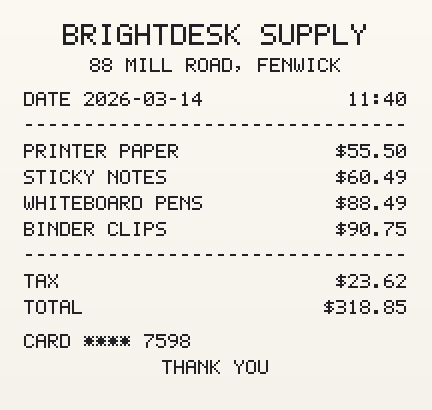 BRIGHTDESK SUPPLY
88 MILL ROAD, FENWICK
DATE 2026-03-14 11:40
--------------------------------
PRINTER PAPER $55.50
STICKY NOTES $60.49
WHITEBOARD PENS $88.49
BINDER CLIPS $90.75
--------------------------------
TAX $23.62
TOTAL $318.85
CARD **** 7598
THANK YOU